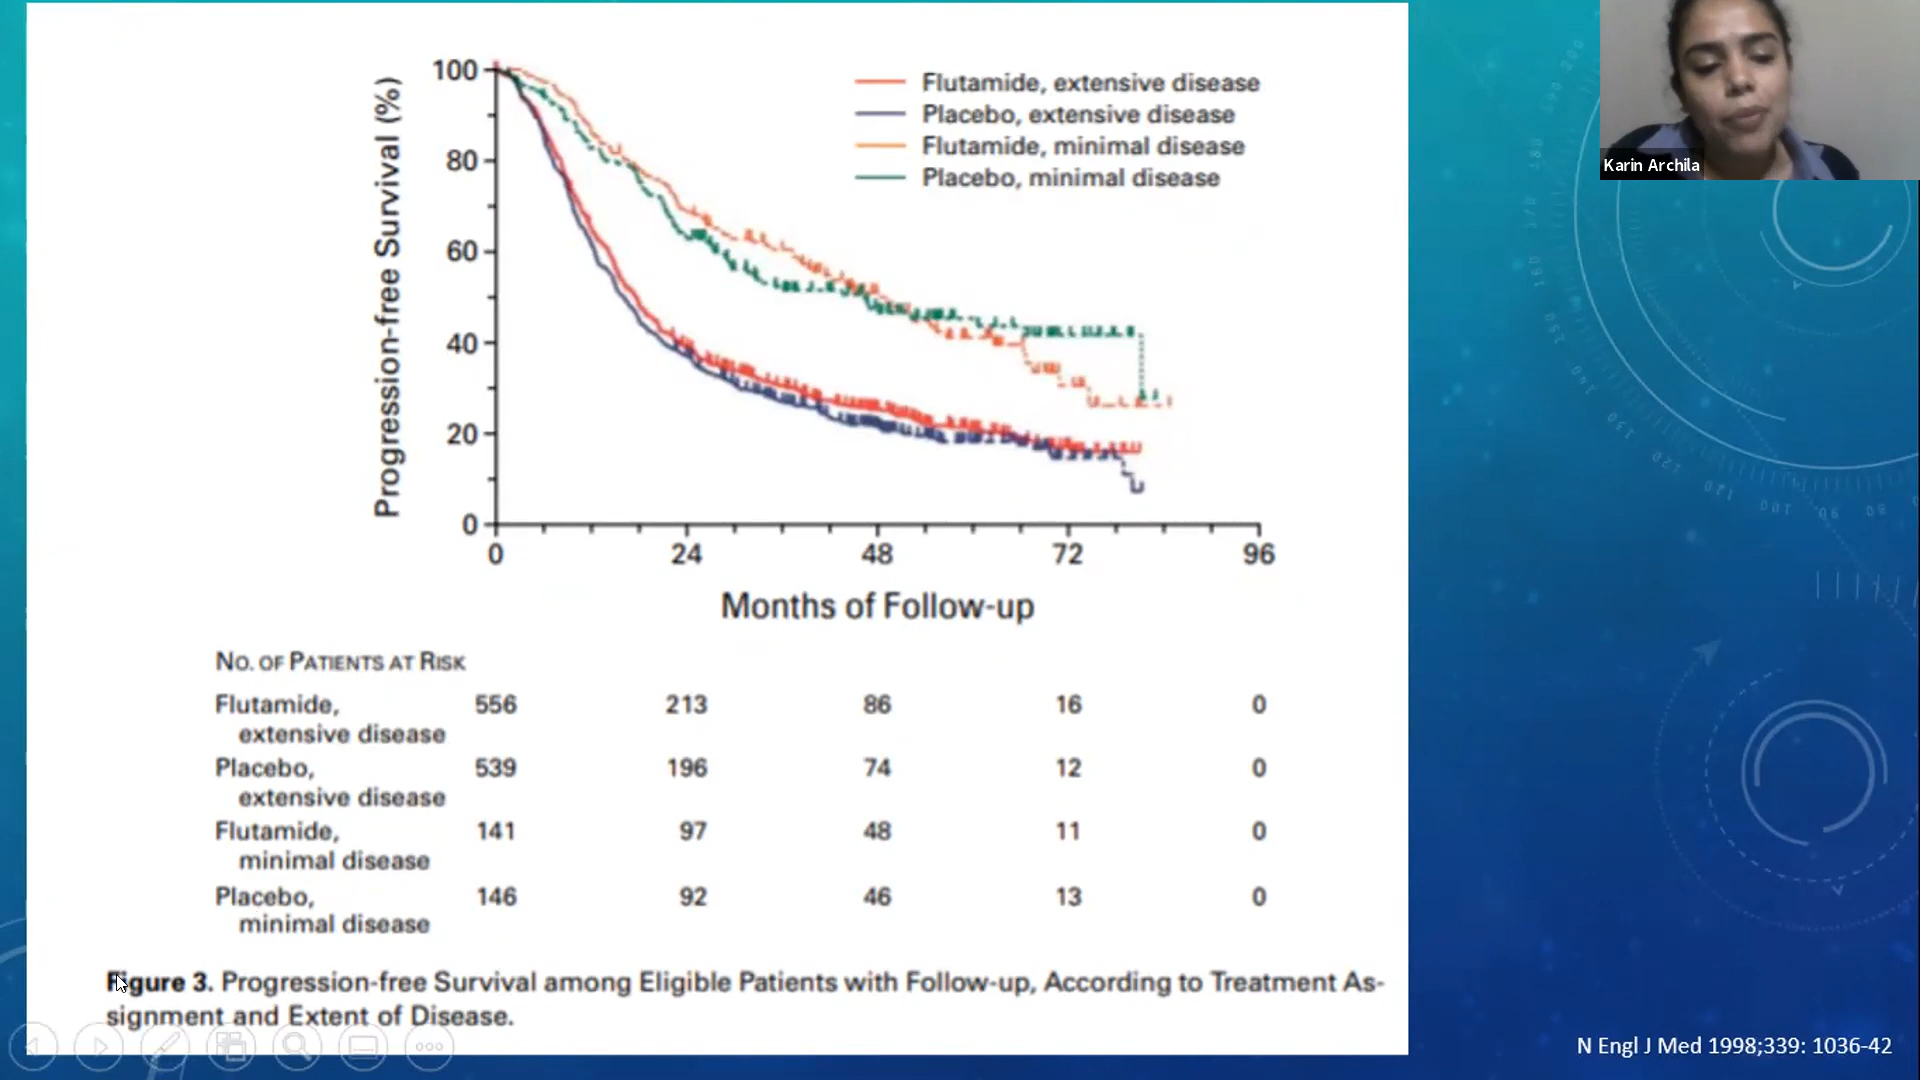 100
80
60
40
20
0
Progression-free Survival (%)
Flutamide, extensive disease
Placebo, extensive disease
Flutamide, minimal disease
Placebo, minimal disease
0 24 48 72 96
Months of Follow-up
NO. OF PATIENTS AT RISK
Flutamide, 556 213 86 16 0
extensive disease
Placebo, 539 196 74 12 0
extensive disease
Flutamide, 141 97 48 11 0
minimal disease
Placebo, 146 92 46 13 0
minimal disease
Figure 3. Progression-free Survival among Eligible Patients with Follow-up, According to Treatment As-
signment and Extent of Disease.
Karin Archila
N Engl J Med 1998;339: 1036-42